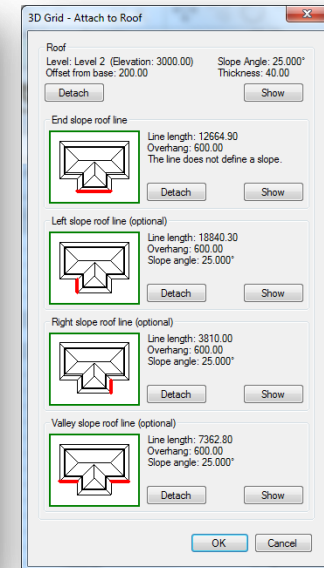 3D Grid - Attach to Roof
Roof
Level: Level 2 (Elevation: 3000.00) Slope Angle: 25.000°
Offset from base: 200.00 Thickness: 40.00
Detach Show
End slope roof line
Line length: 12664.90
Overhang: 600.00
The line does not define a slope.
Detach Show
Left slope roof line (optional)
Line length: 18840.30
Overhang: 600.00
Slope angle: 25.000°
Detach Show
Right slope roof line (optional)
Line length: 3810.00
Overhang: 600.00
Slope angle: 25.000°
Detach Show
Valley slope roof line (optional)
Line length: 7362.80
Overhang: 600.00
Slope angle: 25.000°
Detach Show
OK Cancel